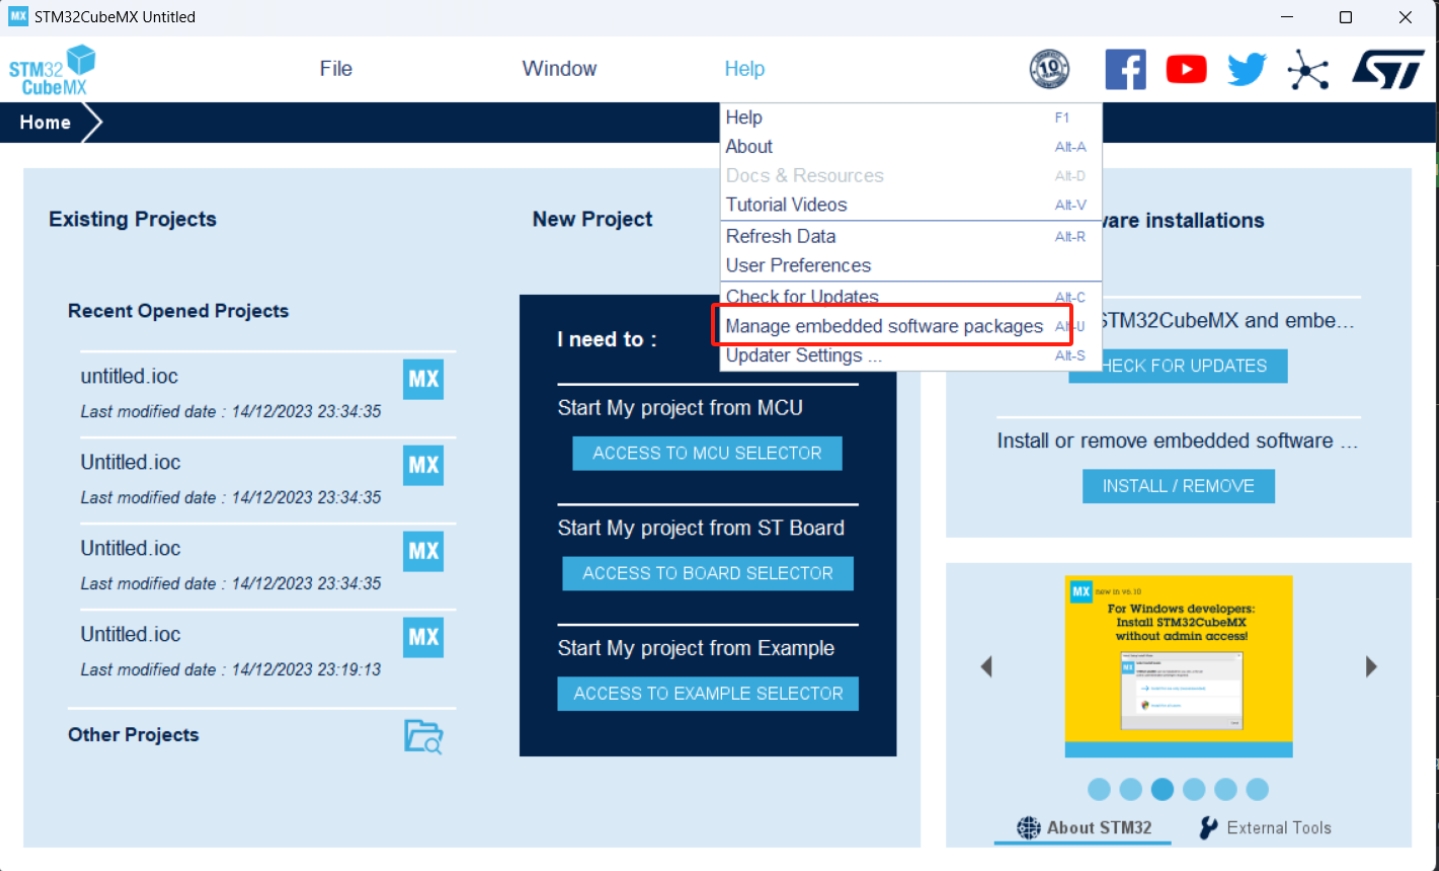 MX STM32CubeMX Untitled
STM32
CubeMX
File
Window
Help
10
Home
Help F1
About Alt-A
Docs & Resources Alt-D
Tutorial Videos Alt-V
Refresh Data Alt-R
User Preferences
Check for Updates Alt-C
Manage embedded software packages Alt-U
Updater Settings ... Alt-S
Existing Projects
Recent Opened Projects
untitled.ioc
MX
Last modified date : 14/12/2023 23:34:35
Untitled.ioc
MX
Last modified date : 14/12/2023 23:34:35
Untitled.ioc
MX
Last modified date : 14/12/2023 23:34:35
Untitled.ioc
MX
Last modified date : 14/12/2023 23:19:13
Other Projects
New Project
I need to :
Start My project from MCU
ACCESS TO MCU SELECTOR
Start My project from ST Board
ACCESS TO BOARD SELECTOR
Start My project from Example
ACCESS TO EXAMPLE SELECTOR
ware installations
STM32CubeMX and embe...
HECK FOR UPDATES
Install or remove embedded software ...
INSTALL / REMOVE
MX new in v6.10
For Windows developers:
Install STM32CubeMX
without admin access!
About STM32
External Tools